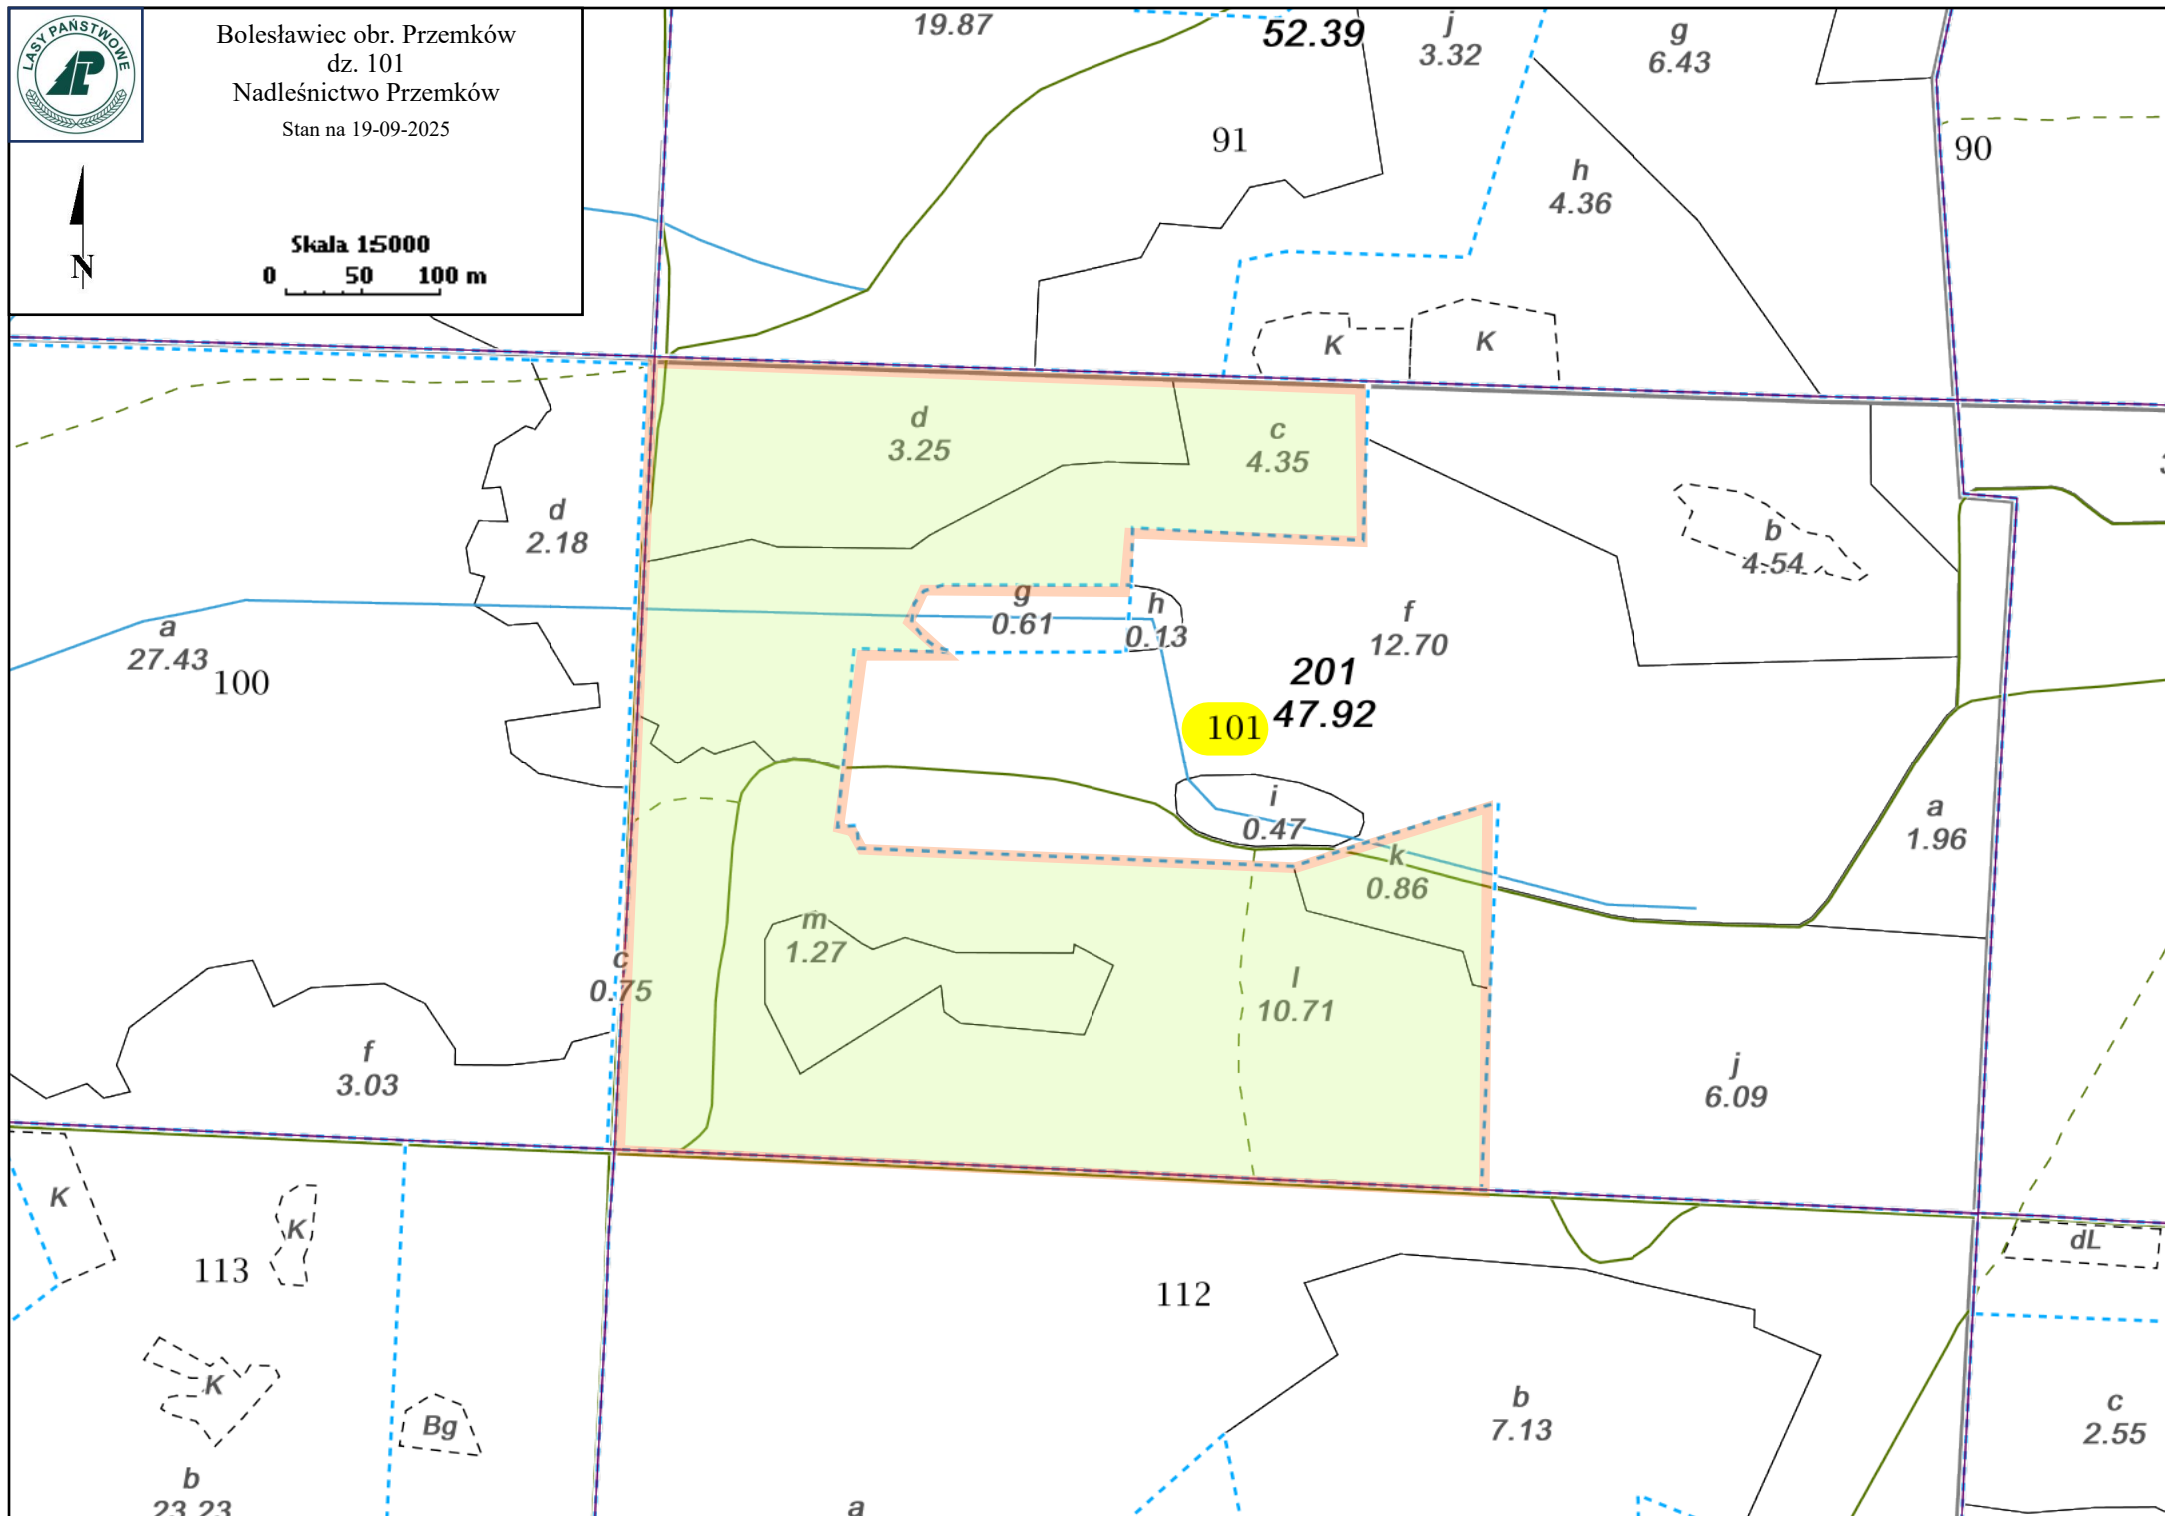 LASY PAŃSTWOWE
Bolesławiec obr. Przemków
dz. 101
Nadleśnictwo Przemków
Stan na 19-09-2025
N
Skala 1:5000
0 50 100 m
19.87
52.39
j
3.32
g
6.43
91
90
h
4.36
K
K
d
3.25
c
4.35
d
2.18
b
4.54
g
0.61
h
0.13
f
12.70
a
27.43
100
201
47.92
101
i
0.47
k
0.86
a
1.96
m
1.27
c
0.75
l
10.71
f
3.03
j
6.09
K
K
113
112
dL
K
Bg
b
7.13
c
2.55
b
23.23
a